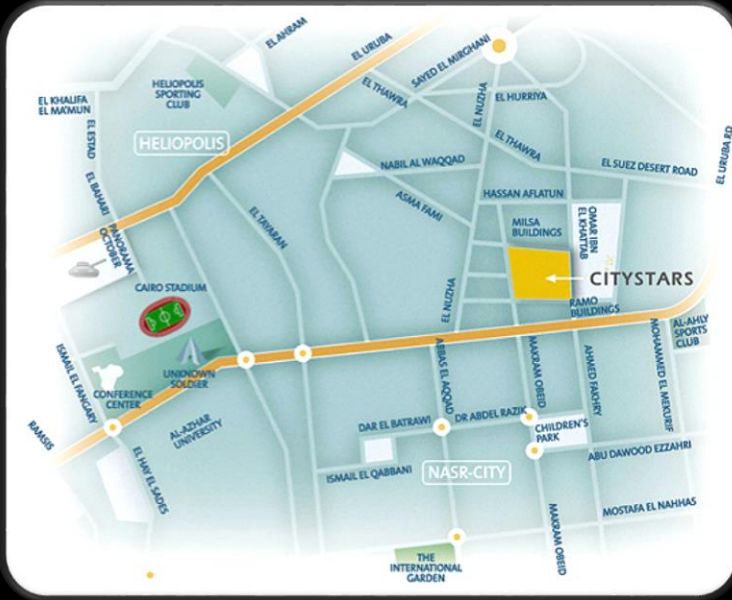 EL AHRAM
EL URUBA
SAYED EL MIRGHANI
HELIOPOLIS
SPORTING
CLUB
EL THAWRA
EL NUZHA
EL HURRIYA
EL KHALIFA
EL MA'MUN
EL ESTAD
HELIOPOLIS
EL THAWRA
EL URUBA RD
NABIL AL WAQQAD
EL SUEZ DESERT ROAD
EL BAHARI
ASMA FAMI
HASSAN AFLATUN
EL TAYARAN
MILSA
BUILDINGS
OMAR IBN
EL KHATTAB
PANORAMA
OCTOBER
CITYSTARS
CAIRO STADIUM
EL NUZHA
RAMO
BUILDINGS
AL-AHLY
SPORTS
CLUB
ISMAIL EL FANGARY
UNKNOWN
SOLDIER
ABBAS EL AQQAD
MAKRAM OBEID
AHMED FAKHRY
MOHAMMED EL MEKURIF
CONFERENCE
CENTER
RAMSIS
AL-AZHAR
UNIVERSITY
DAR EL BATRAWI
DR ABDEL RAZIK
CHILDREN'S
PARK
EL HAY EL SADES
ISMAIL EL QABBANI
NASR-CITY
ABU DAWOOD EZZAHRI
MOSTAFA EL NAHHAS
MAKRAM OBEID
THE
INTERNATIONAL
GARDEN